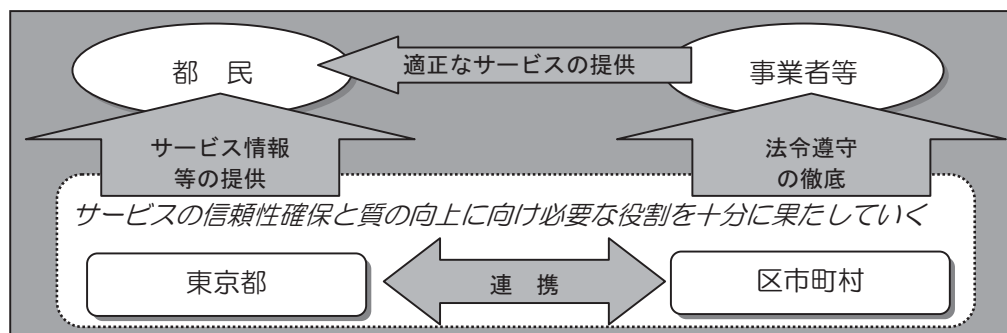 都　民
適正なサービスの提供
事業者等
サービス情報
等の提供
法令遵守
の徹底
サービスの信頼性確保と質の向上に向け必要な役割を十分に果たしていく
東京都
連　携
区市町村